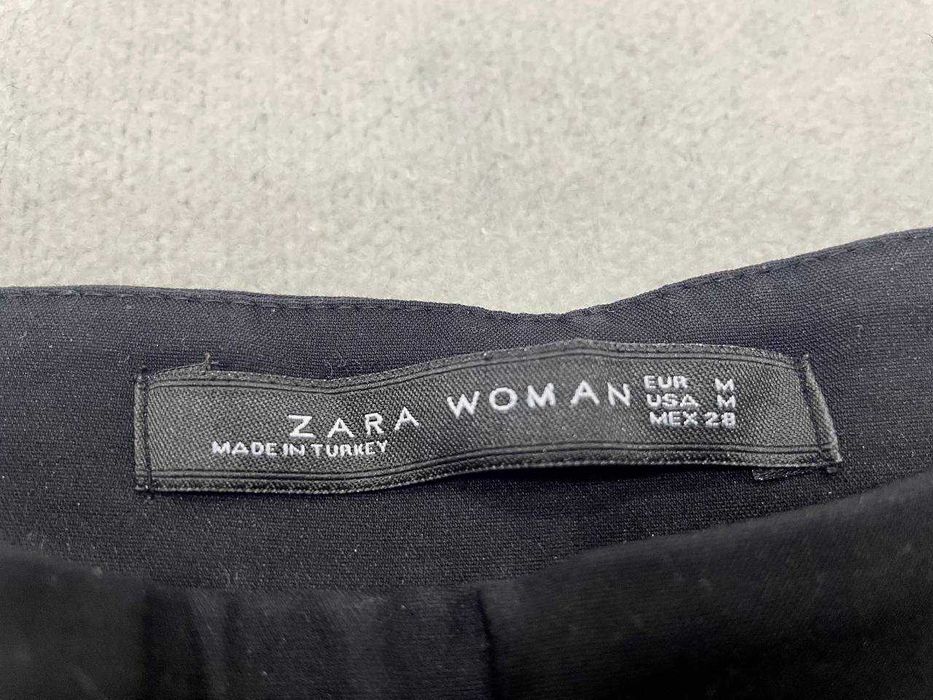 ZARA WOMAN
MADE IN TURKEY
EUR M
USA M
MEX 28